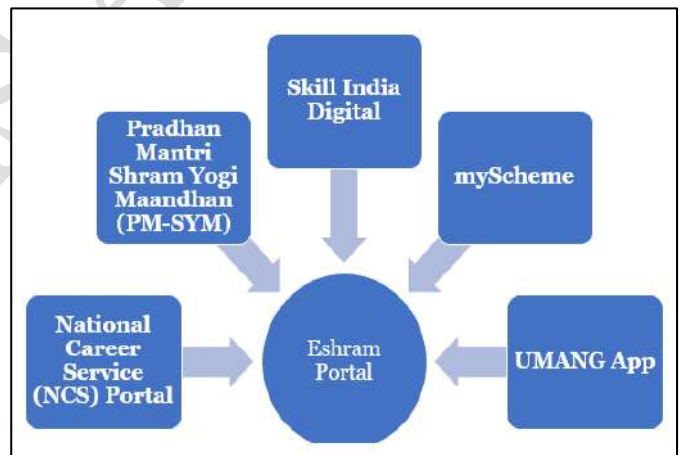 Skill India
Digital
Pradhan
Mantri
Shram Yogi
Maandhan
(PM-SYM)
myScheme
National
Career
Service
(NCS) Portal
Eshram
Portal
UMANG App